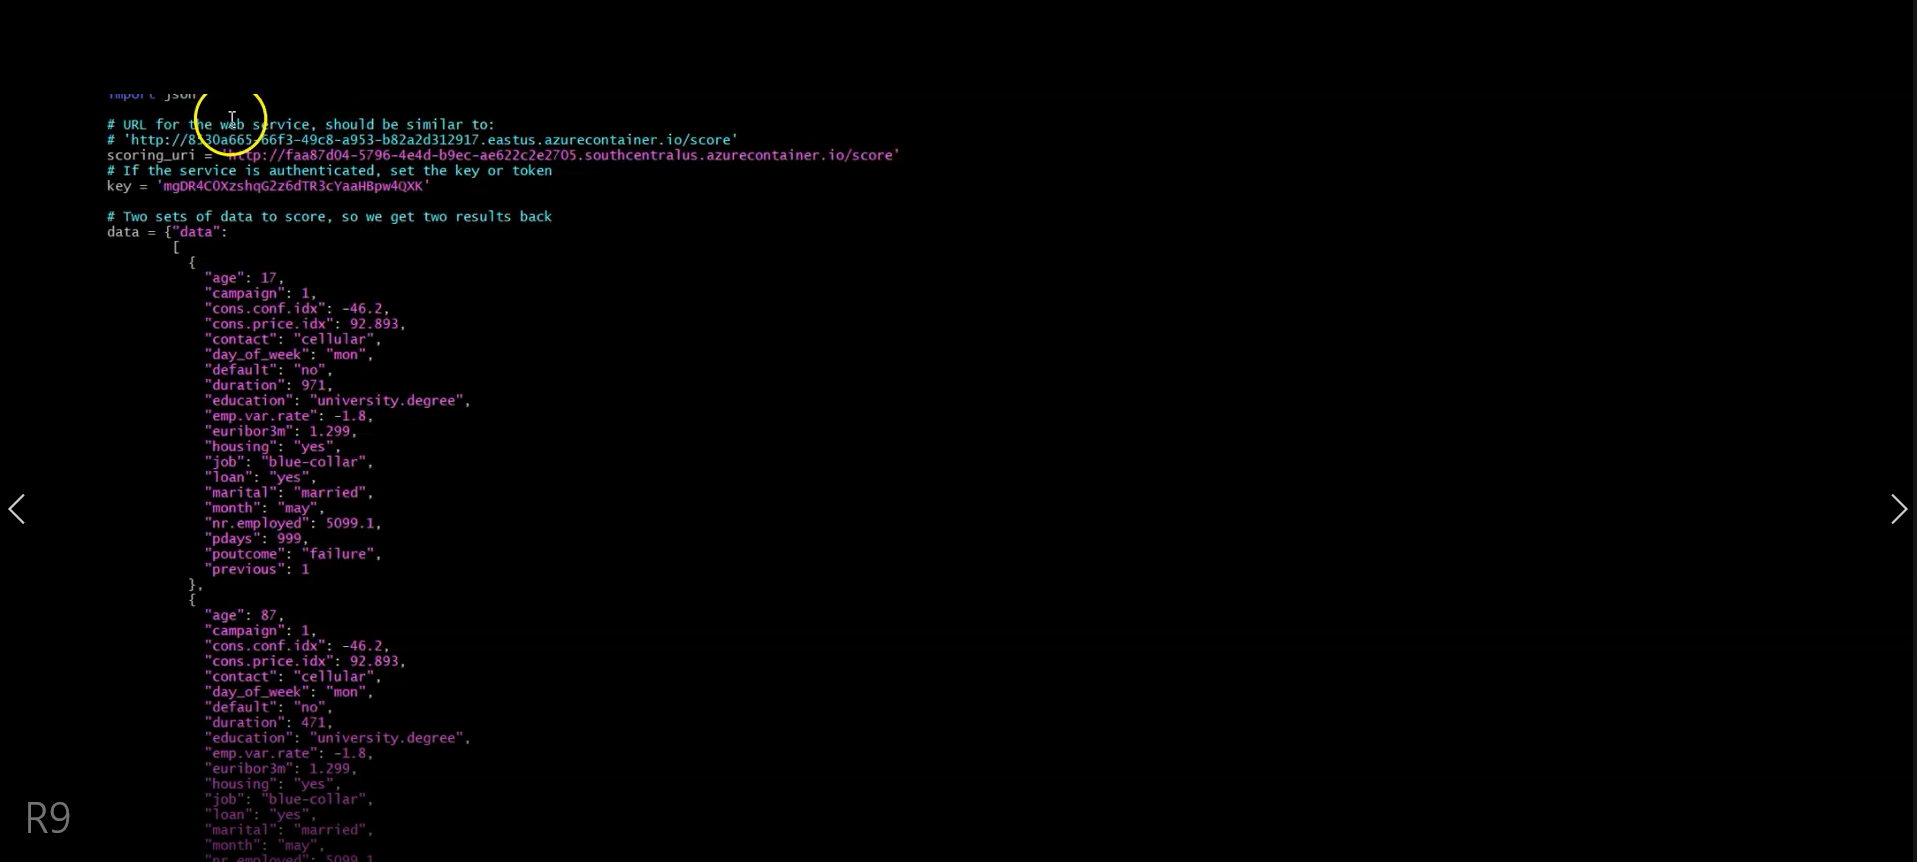 import json

# URL for the web service, should be similar to:
# 'http://8530a665-66f3-49c8-a953-b82a2d312917.eastus.azurecontainer.io/score'
scoring_uri = 'http://faa87d04-5796-4e4d-b9ec-ae622c2e2705.southcentralus.azurecontainer.io/score'
# If the service is authenticated, set the key or token
key = 'mgDR4COXzshqG2z6dTR3cYaaHBpw4QXK'

# Two sets of data to score, so we get two results back
data = {"data":
        [
          {
            "age": 17,
            "campaign": 1,
            "cons.conf.idx": -46.2,
            "cons.price.idx": 92.893,
            "contact": "cellular",
            "day_of_week": "mon",
            "default": "no",
            "duration": 971,
            "education": "university.degree",
            "emp.var.rate": -1.8,
            "euribor3m": 1.299,
            "housing": "yes",
            "job": "blue-collar",
            "loan": "yes",
            "marital": "married",
            "month": "may",
            "nr.employed": 5099.1,
            "pdays": 999,
            "poutcome": "failure",
            "previous": 1
          },
          {
            "age": 87,
            "campaign": 1,
            "cons.conf.idx": -46.2,
            "cons.price.idx": 92.893,
            "contact": "cellular",
            "day_of_week": "mon",
            "default": "no",
            "duration": 471,
            "education": "university.degree",
            "emp.var.rate": -1.8,
            "euribor3m": 1.299,
            "housing": "yes",
            "job": "blue-collar",
            "loan": "yes",
            "marital": "married",
            "month": "may",
            "nr.employed": 5099.1
R9